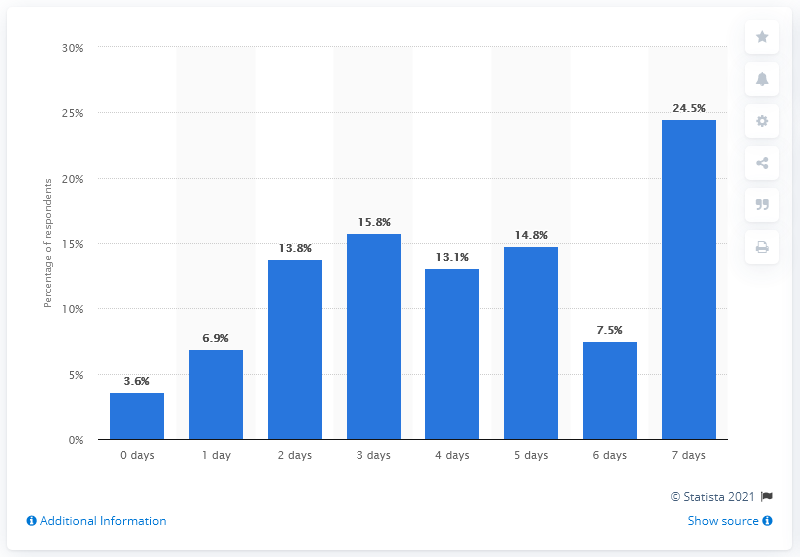 30%
25%
20%
15%
10%
5%
0%
Percentage of respondents
3.6%
6.9%
13.8%
15.8%
13.1%
14.8%
7.5%
24.5%
0 days
1 day
2 days
3 days
4 days
5 days
6 days
7 days
© Statista 2021
Additional Information
Show source